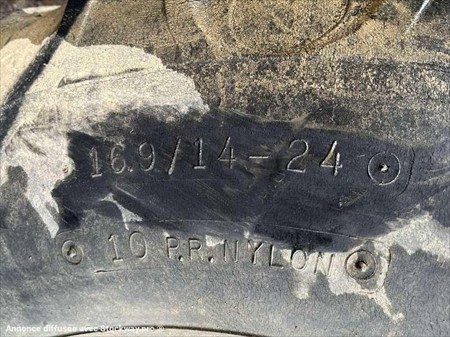 16.9/14-24
10 P.R. NYLON
Annonce diffusée avec Stockway.pro